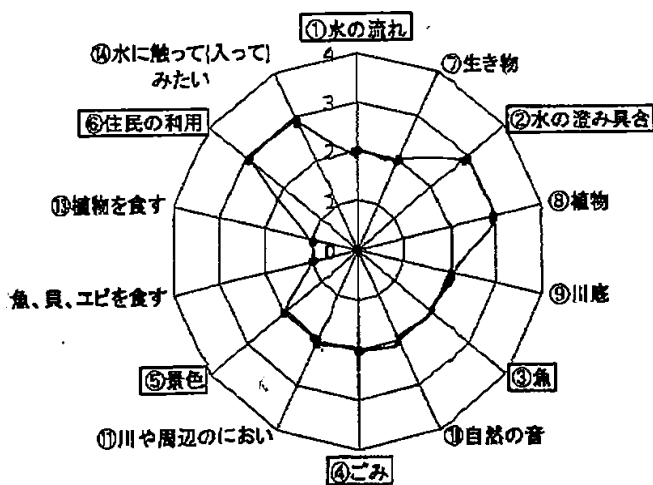 ①水の流れ
⑦生き物
②水の澄み具合
⑧植物
⑨川底
③魚
⑩自然の音
④ごみ
⑪川や周辺のにおい
⑤景色
魚、貝、エビを食す
⑬植物を食す
⑥住民の利用
⑭水に触って(入って)
みたい
4
3
2
1
0